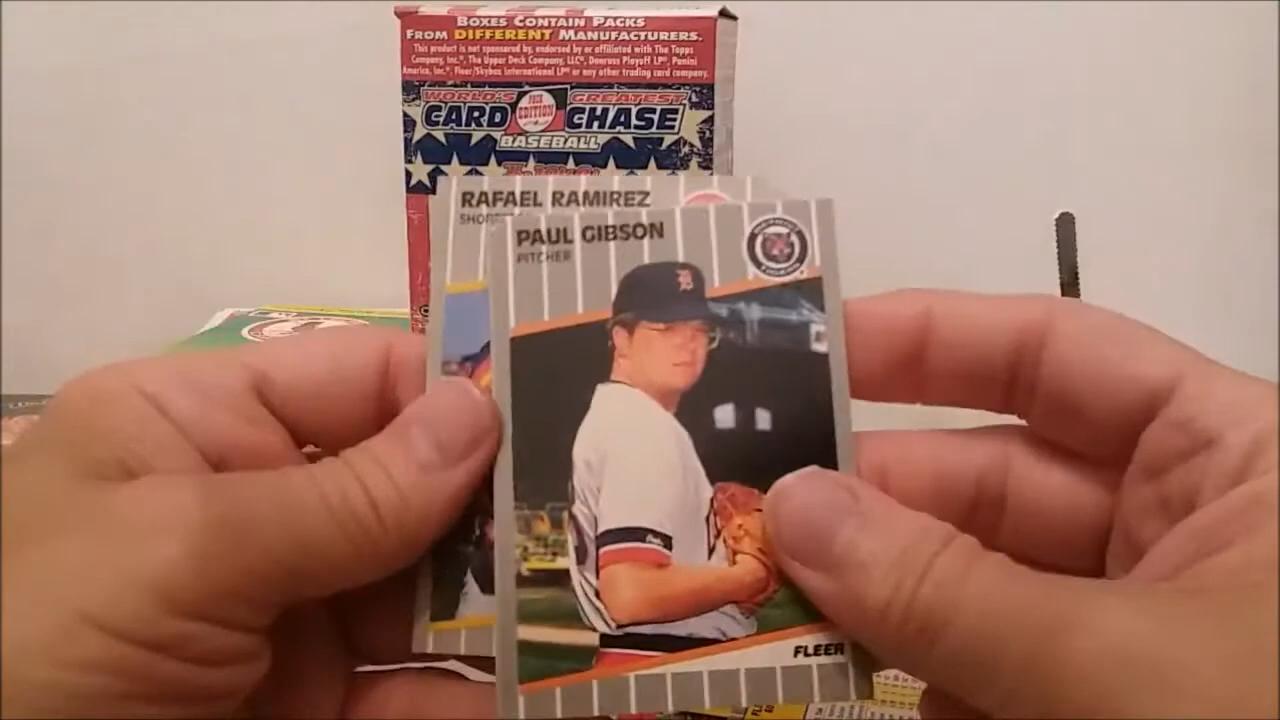 BOXES CONTAIN PACKS
FROM DIFFERENT MANUFACTURERS.
This product is not sponsored by, endorsed by or affiliated with The Topps
Company, Inc.®, The Upper Deck Company, LLC®, Donruss Playoff LP®, Panini
America, Inc.®, Fleer/Skybox International LP® or any other trading card company.
WORLD'S GREATEST
CARD CHASE
EDITION
BASEBALL
RAFAEL RAMIREZ
PAUL GIBSON
PITCHER
TIGERS
FLEER